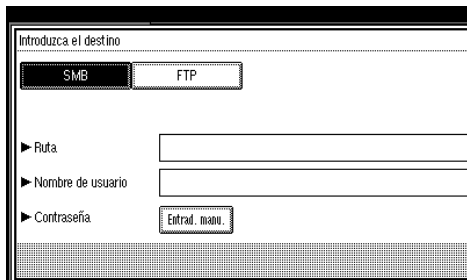 Introduzca el destino
SMB FTP
Ruta
Nombre de usuario
Contraseña Entrad. manu.